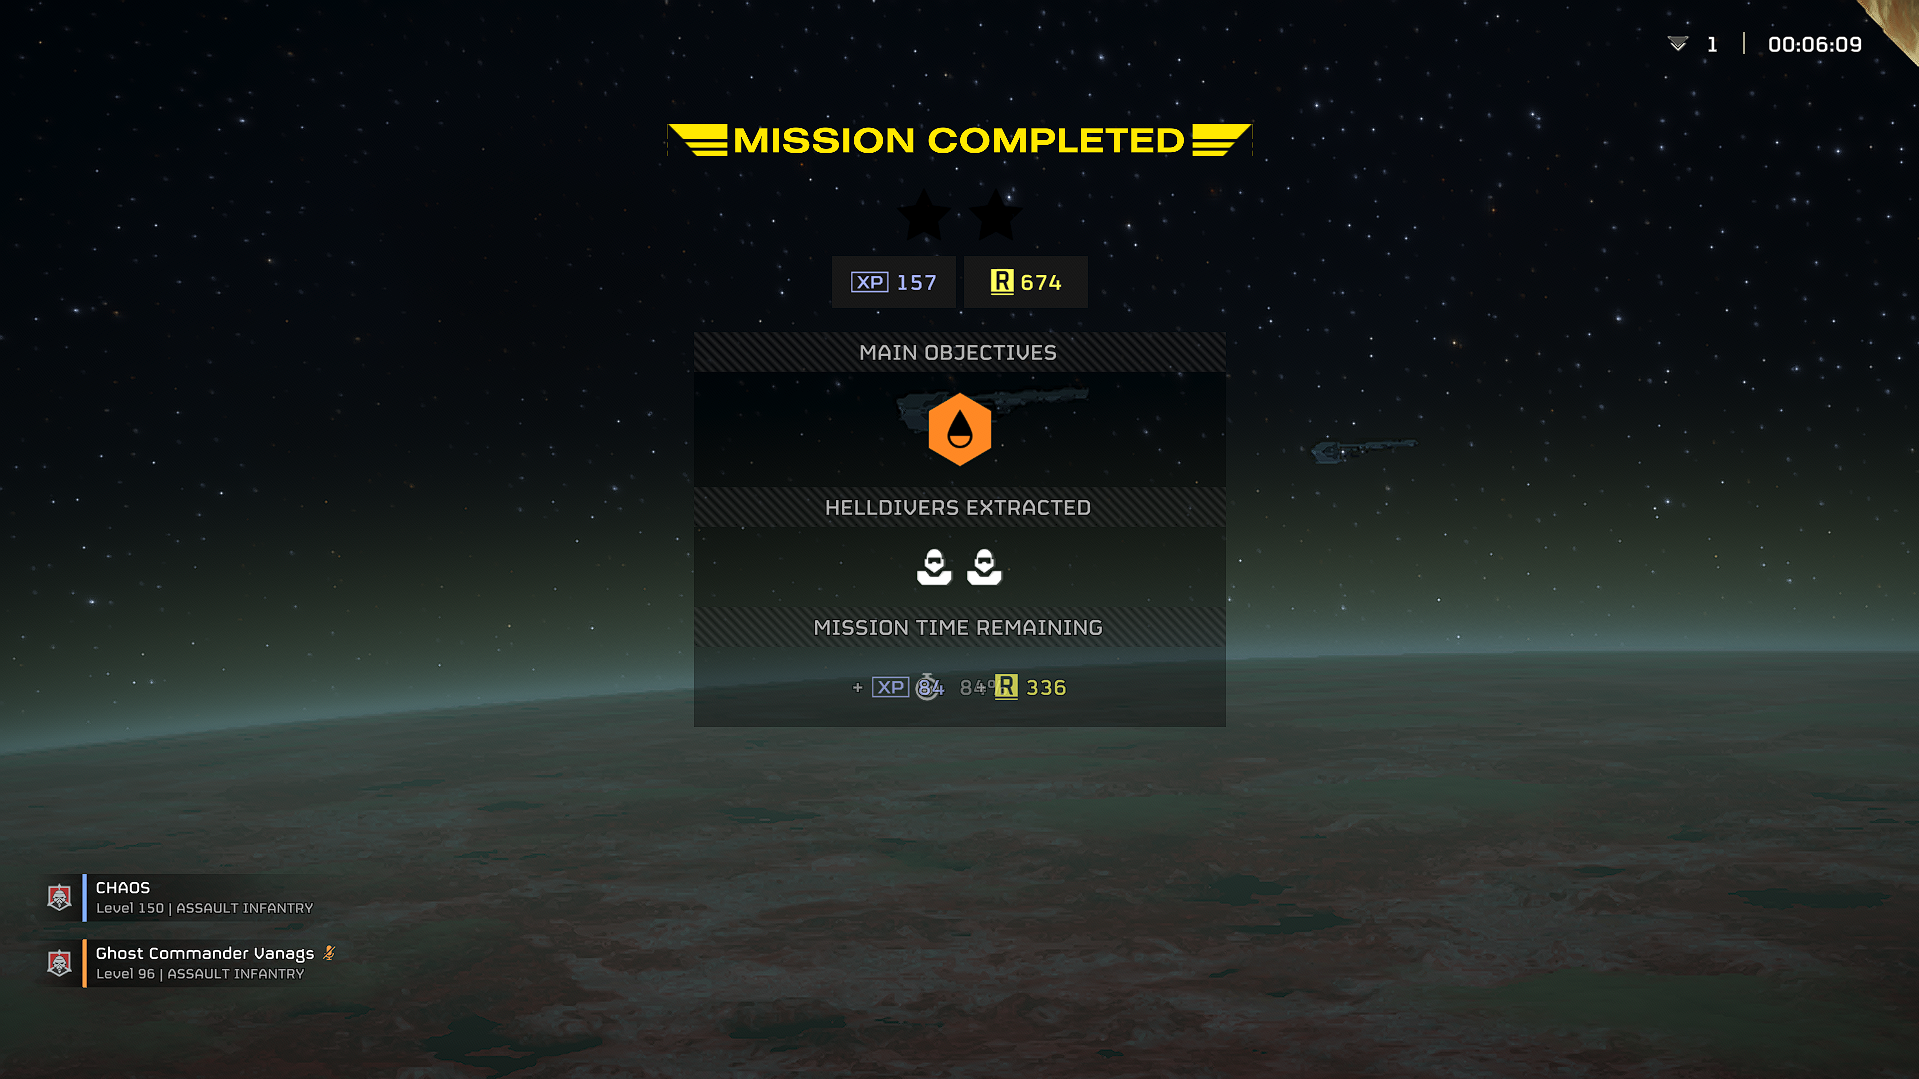 1 | 00:06:09
MISSION COMPLETED
XP 157 R 674
MAIN OBJECTIVES
HELLDIVERS EXTRACTED
MISSION TIME REMAINING
+ XP 84 + R 336
CHAOS
Level 150 | ASSAULT INFANTRY
Ghost Commander Vanags
Level 96 | ASSAULT INFANTRY